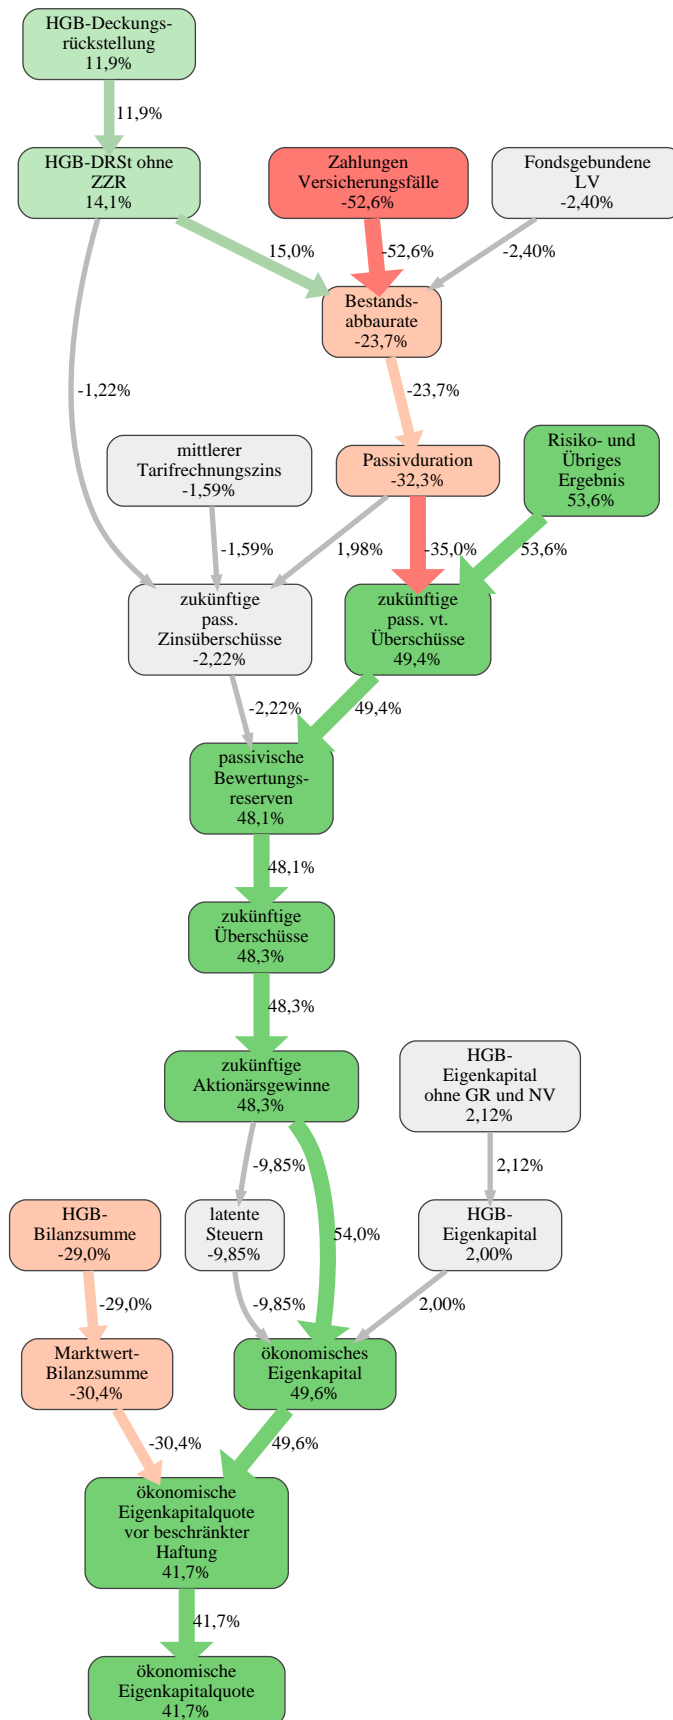 HGB-Deckungs-
rückstellung
11,9%
11,9%
HGB-DRSt ohne
ZZR
14,1%
Zahlungen
Versicherungsfälle
-52,6%
Fondsgebundene
LV
-2,40%
15,0%
-52,6%
-2,40%
Bestands-
abbaurate
-23,7%
-1,22%
-23,7%
mittlerer
Tarifrechnungszins
-1,59%
Passivduration
-32,3%
Risiko- und
Übriges
Ergebnis
53,6%
-1,59%
1,98%
-35,0%
53,6%
zukünftige
pass.
Zinsüberschüsse
-2,22%
zukünftige
pass. vt.
Überschüsse
49,4%
-2,22%
49,4%
passivische
Bewertungs-
reserven
48,1%
48,1%
zukünftige
Überschüsse
48,3%
48,3%
zukünftige
Aktionärsgewinne
48,3%
HGB-
Eigenkapital
ohne GR und NV
2,12%
-9,85%
2,12%
HGB-
Bilanzsumme
-29,0%
latente
Steuern
-9,85%
54,0%
HGB-
Eigenkapital
2,00%
-29,0%
-9,85%
2,00%
Marktwert-
Bilanzsumme
-30,4%
ökonomisches
Eigenkapital
49,6%
-30,4%
49,6%
ökonomische
Eigenkapitalquote
vor beschränkter
Haftung
41,7%
41,7%
ökonomische
Eigenkapitalquote
41,7%